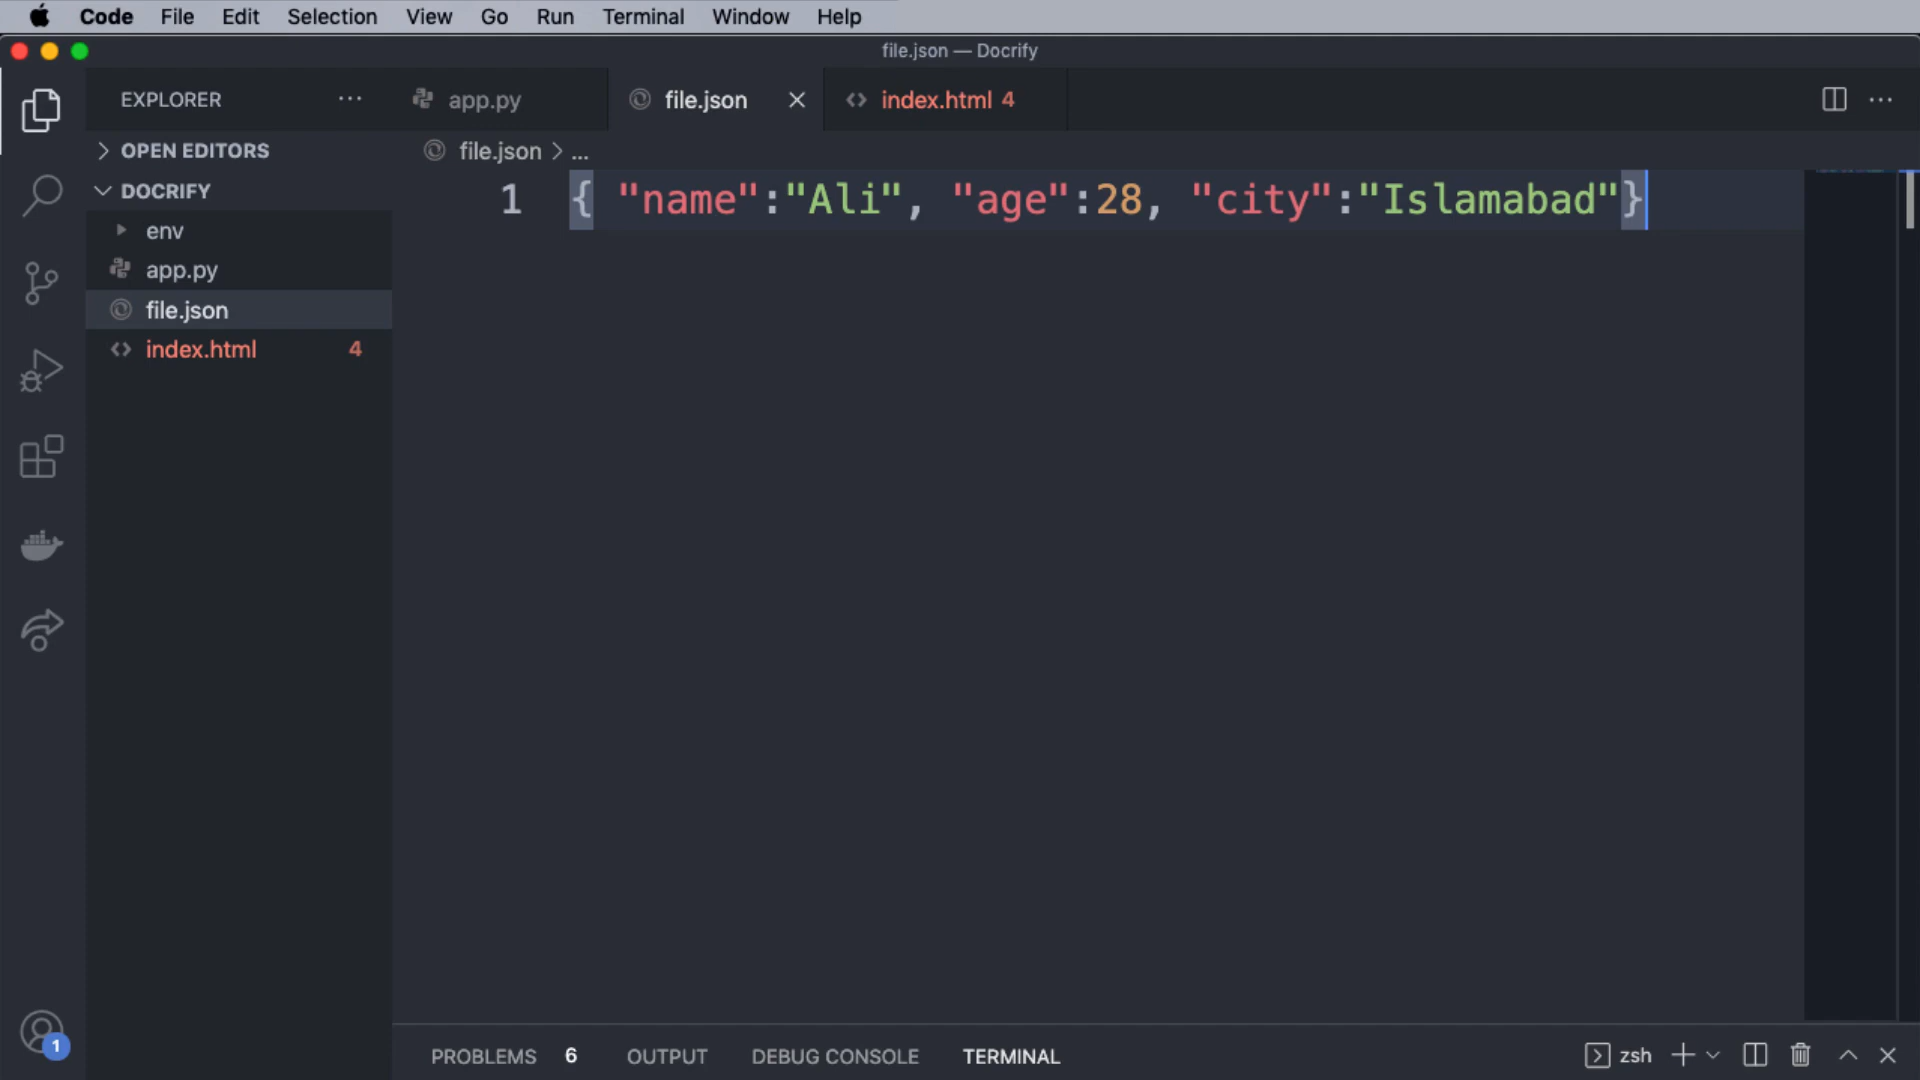 Code File Edit Selection View Go Run Terminal Window Help
file.json — Docrify
EXPLORER ... app.py file.json index.html 4 ...
OPEN EDITORS file.json > ...
DOCRIFY
1 { "name":"Ali", "age":28, "city":"Islamabad"}
env
app.py
file.json
index.html 4
1
PROBLEMS 6 OUTPUT DEBUG CONSOLE TERMINAL zsh